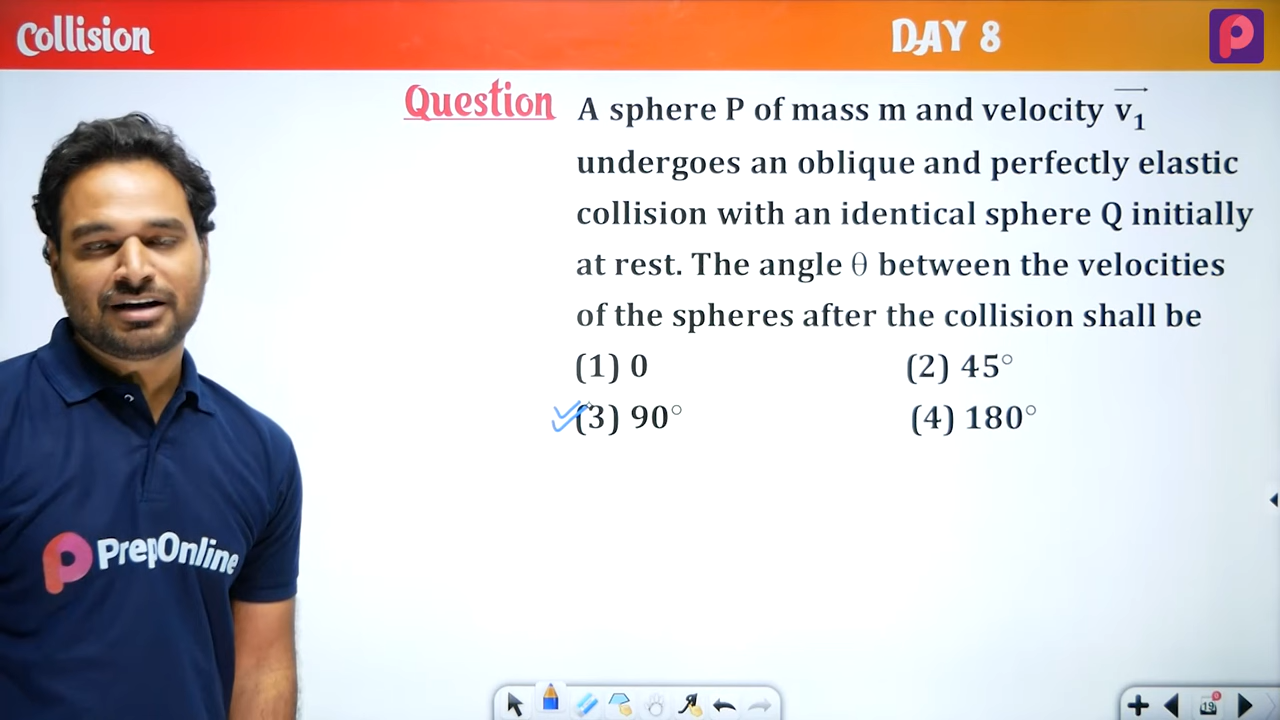 Collision
DAY 8
Question
A sphere P of mass m and velocity v₁⃗
undergoes an oblique and perfectly elastic
collision with an identical sphere Q initially
at rest. The angle θ between the velocities
of the spheres after the collision shall be
(1) 0 (2) 45°
(3) 90° (4) 180°
PrepOnline
19